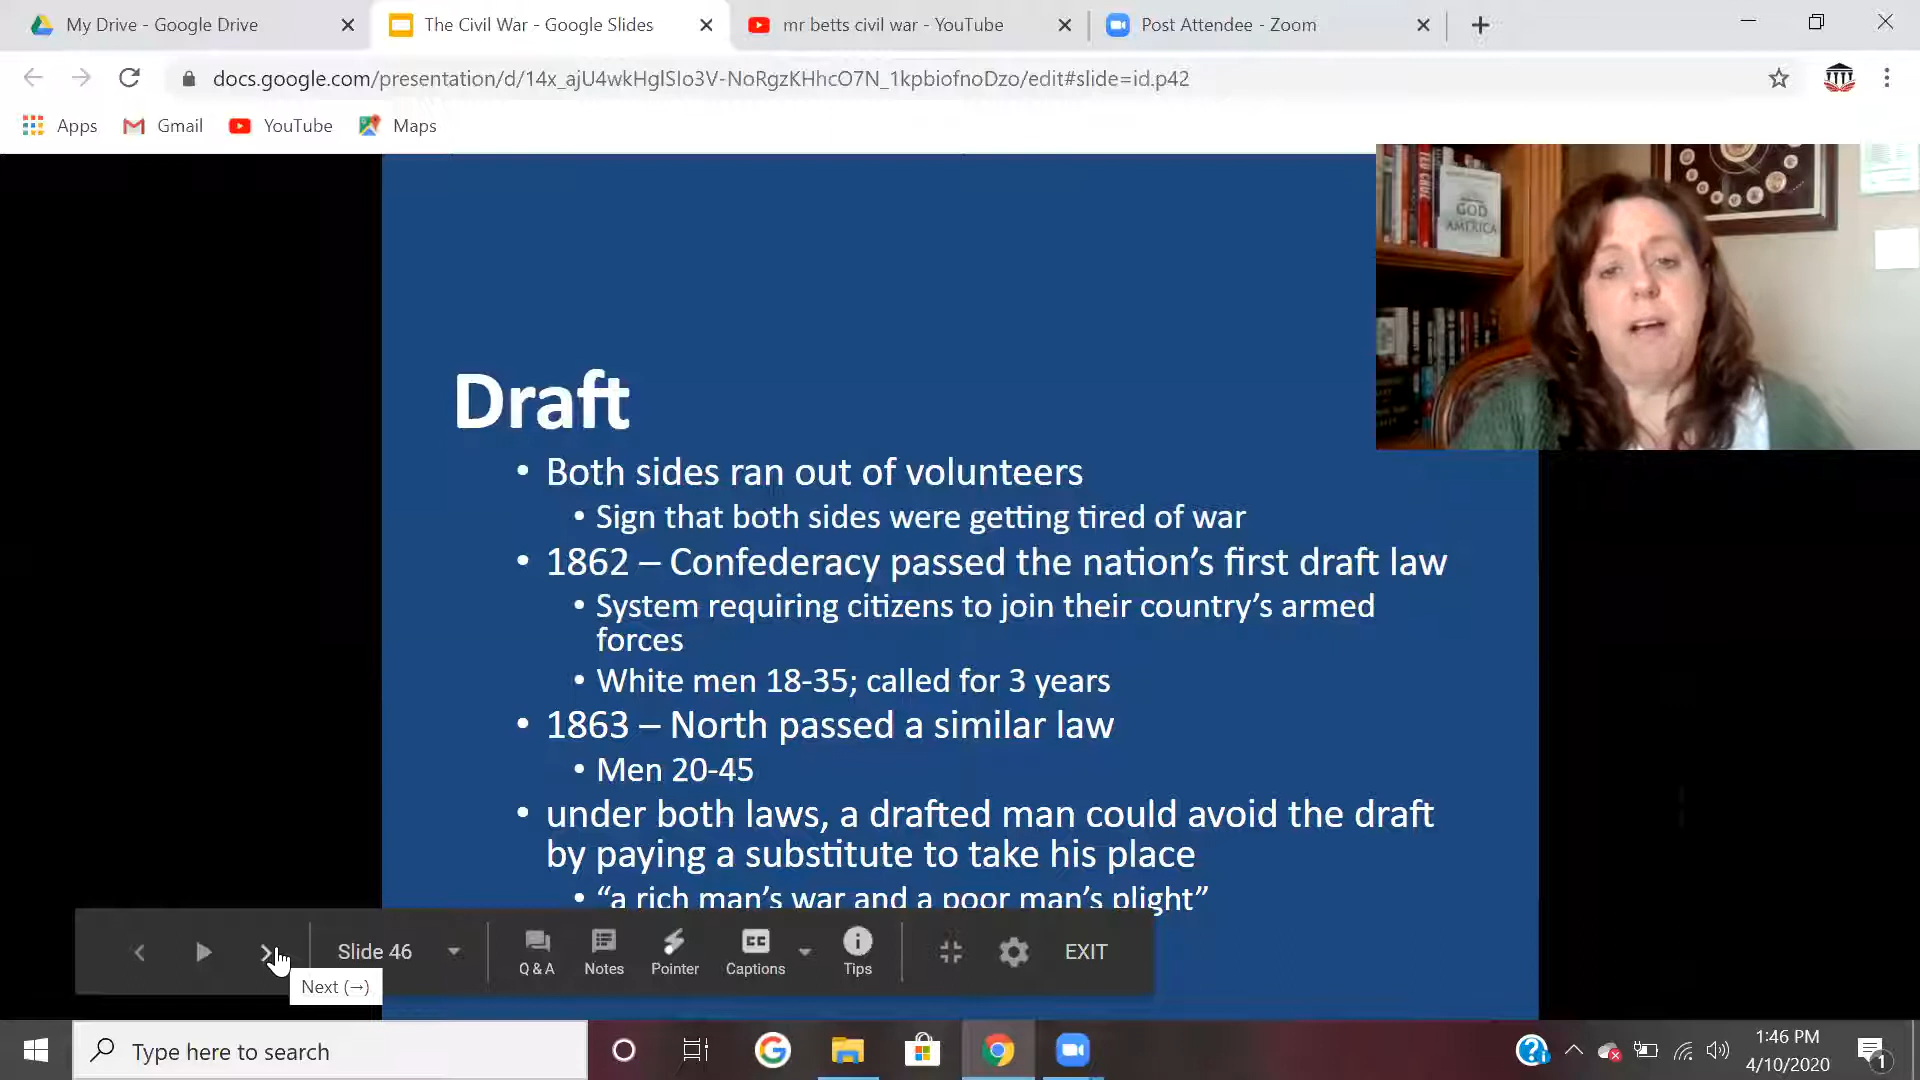 My Drive - Google Drive
The Civil War - Google Slides
mr betts civil war - YouTube
Post Attendee - Zoom
docs.google.com/presentation/d/14x_ajU4wkHglSIo3V-NoRgzKHhcO7N_1kpbiofnoDzo/edit#slide=id.p42
Apps
Gmail
YouTube
Maps
TED CRUZ
GOD
AMERICA
Draft
• Both sides ran out of volunteers
• Sign that both sides were getting tired of war
• 1862 – Confederacy passed the nation's first draft law
• System requiring citizens to join their country's armed
forces
• White men 18-35; called for 3 years
• 1863 – North passed a similar law
• Men 20-45
• under both laws, a drafted man could avoid the draft
by paying a substitute to take his place
• “a rich man’s war and a poor man’s plight”
Slide 46
Q & A
Notes
Pointer
CC
Captions
Tips
EXIT
Next (→)
Type here to search
1:46 PM
4/10/2020
1